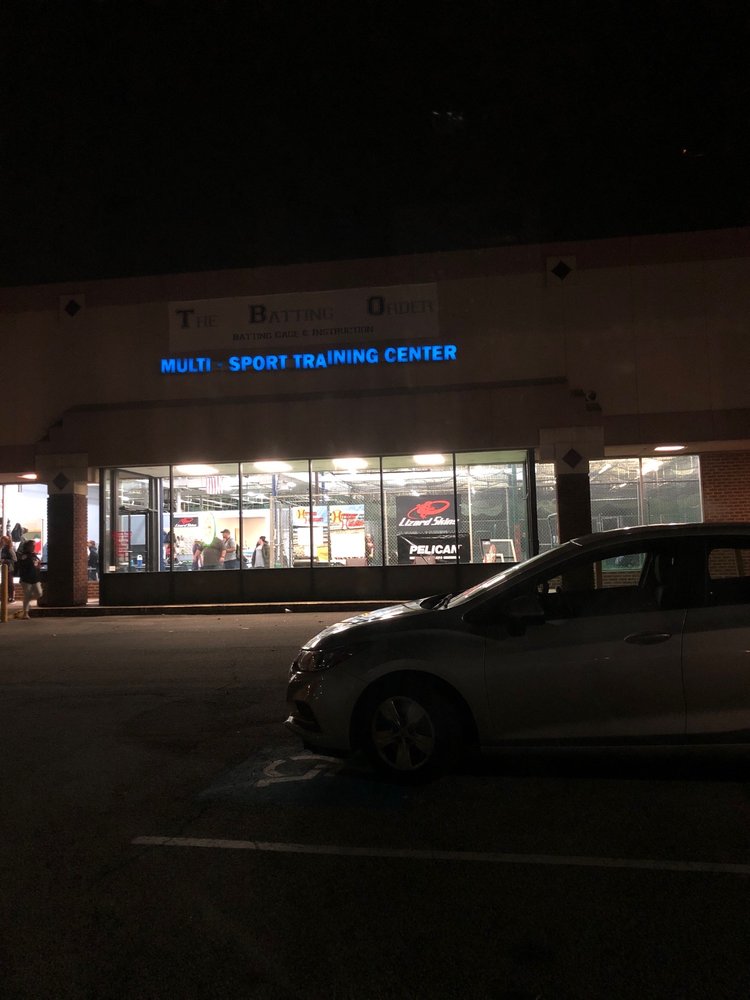 The Batting Order
Batting Cage & Instruction
MULTI - SPORT TRAINING CENTER
Lizard Skins
PELICAN